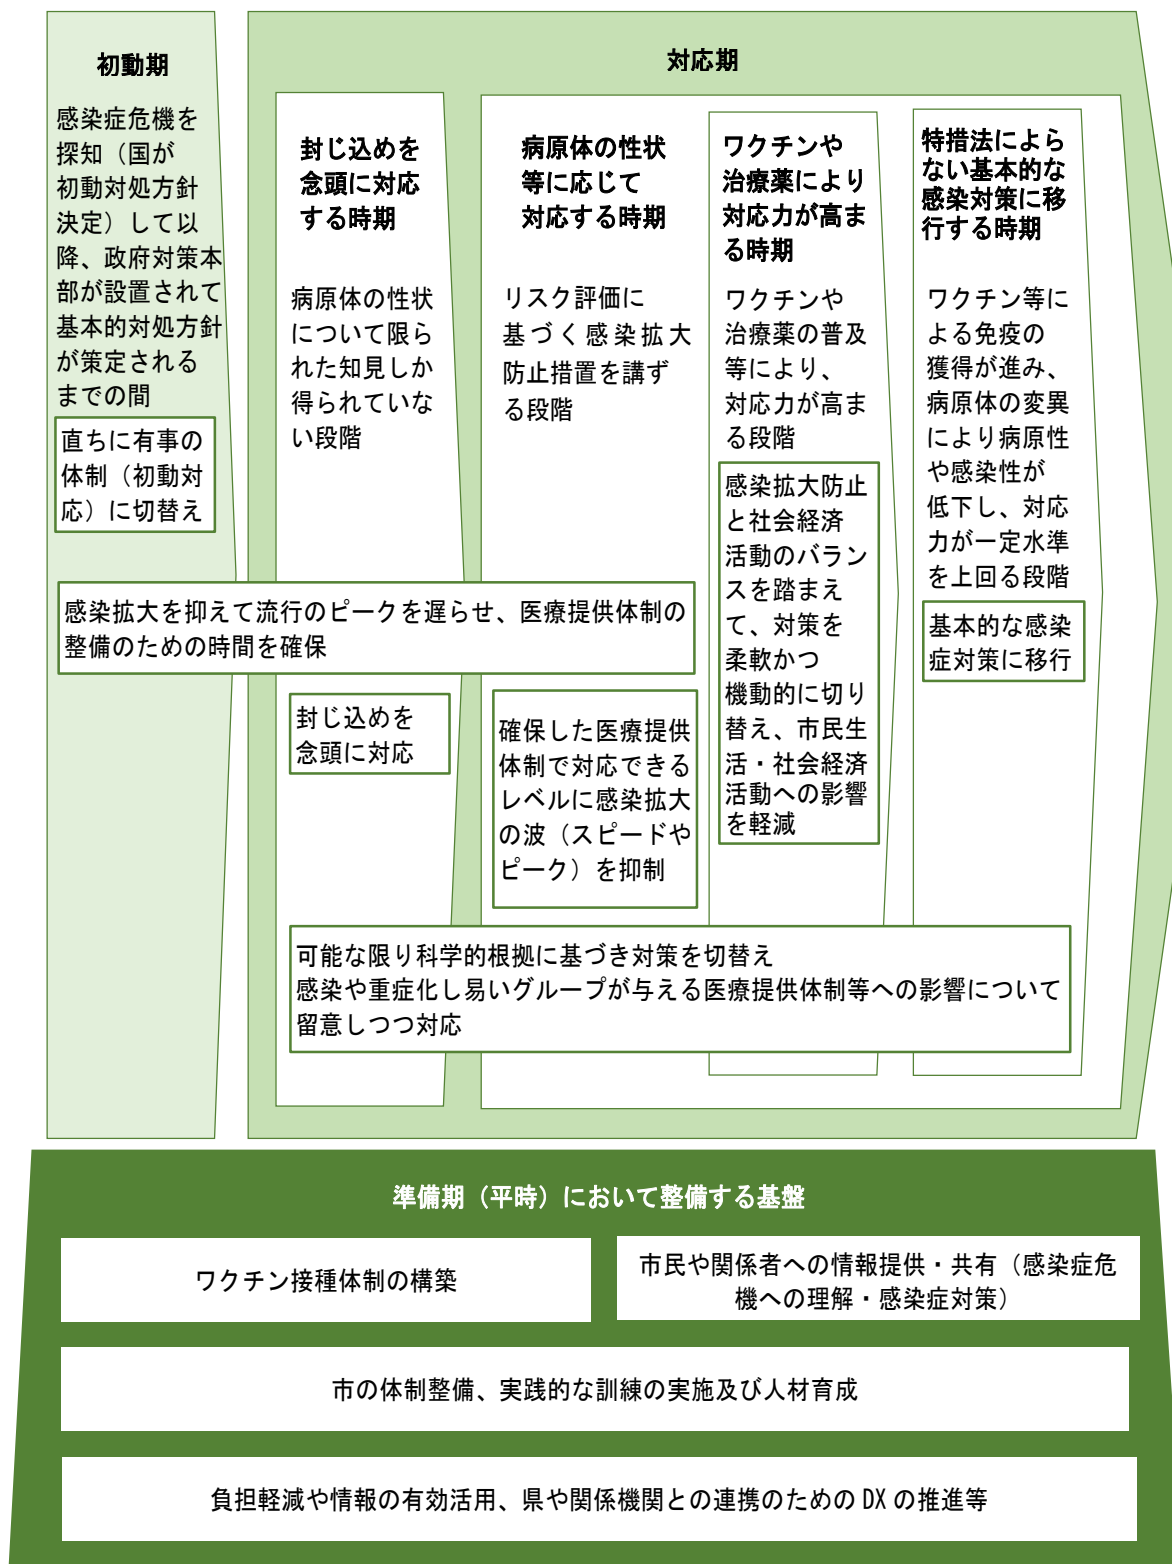 初動期
感染症危機を
探知（国が
初動対処方針
決定）して以
降、政府対策本
部が設置されて
基本的対処方針
が策定される
までの間
直ちに有事の
体制（初動対
応）に切替え
対応期
封じ込めを
念頭に対応
する時期
病原体の性状
について限ら
れた知見しか
得られていな
い段階
病原体の性状
等に応じて
対応する時期
リスク評価に
基づく感染拡大
防止措置を講ず
る段階
ワクチンや
治療薬により
対応力が高ま
る時期
ワクチンや
治療薬の普及
等により、
対応力が高ま
る段階
感染拡大防止
と社会経済
活動のバラン
スを踏まえ
て、対策を
柔軟かつ
機動的に切り
替え、市民生
活・社会経済
活動への影響
を軽減
特措法によら
ない基本的な
感染対策に移
行する時期
ワクチン等に
よる免疫の
獲得が進み、
病原体の変異
により病原性
や感染性が
低下し、対応
力が一定水準
を上回る段階
基本的な感染
症対策に移行
感染拡大を抑えて流行のピークを遅らせ、医療提供体制の
整備のための時間を確保
封じ込めを
念頭に対応
確保した医療提供
体制で対応できる
レベルに感染拡大
の波（スピードや
ピーク）を抑制
可能な限り科学的根拠に基づき対策を切替え
感染や重症化し易いグループが与える医療提供体制等への影響について
留意しつつ対応
準備期（平時）において整備する基盤
ワクチン接種体制の構築
市民や関係者への情報提供・共有（感染症危
機への理解・感染症対策）
市の体制整備、実践的な訓練の実施及び人材育成
負担軽減や情報の有効活用、県や関係機関との連携のための DX の推進等